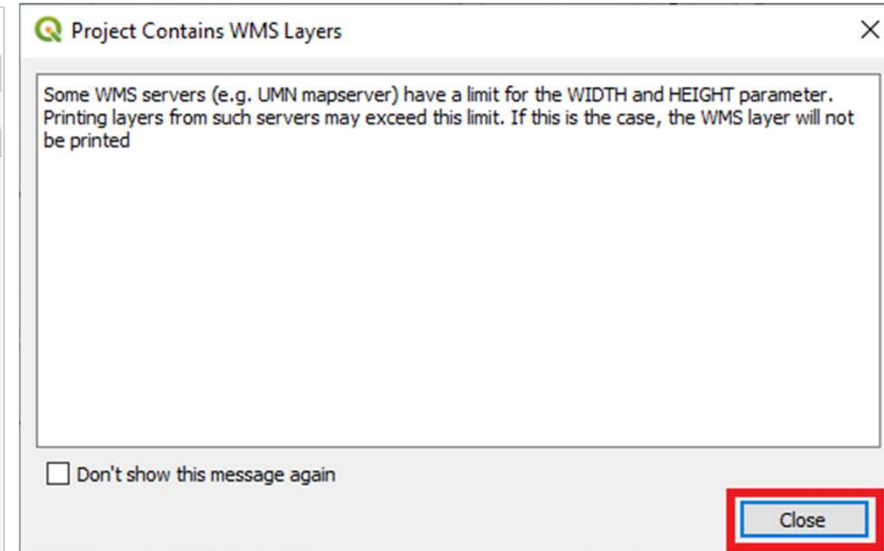 Project Contains WMS Layers
Some WMS servers (e.g. UMN mapserver) have a limit for the WIDTH and HEIGHT parameter.
Printing layers from such servers may exceed this limit. If this is the case, the WMS layer will not
be printed
Don't show this message again
Close